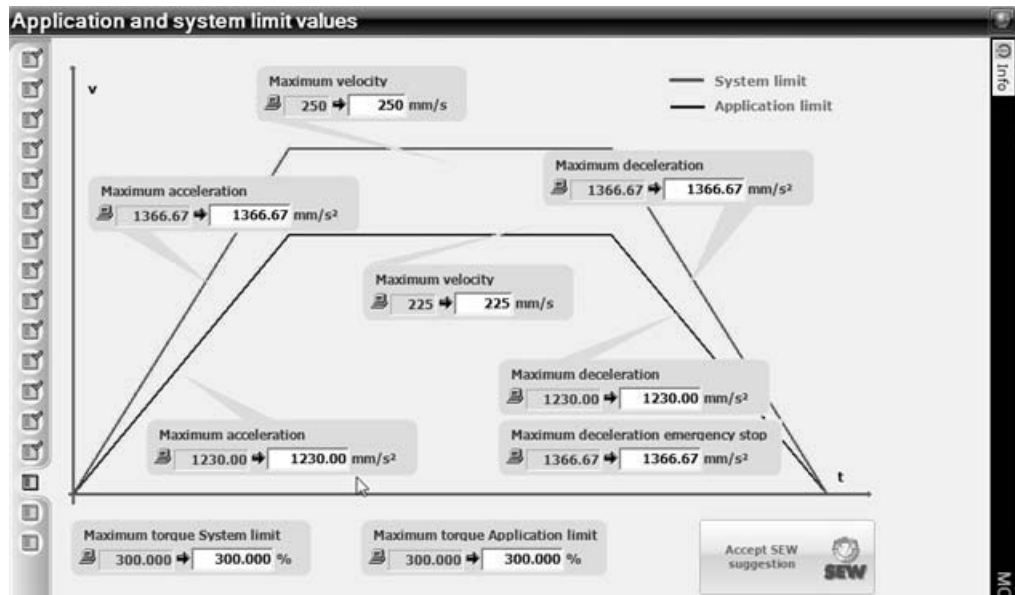 Application and system limit values
Info
v
Maximum velocity
250 250 mm/s
System limit
Application limit
Maximum deceleration
1366.67 1366.67 mm/s²
Maximum acceleration
1366.67 1366.67 mm/s²
Maximum velocity
225 225 mm/s
Maximum deceleration
1230.00 1230.00 mm/s²
Maximum acceleration
1230.00 1230.00 mm/s²
Maximum deceleration emergency stop
1366.67 1366.67 mm/s²
t
Maximum torque System limit
300.000 300.000 %
Maximum torque Application limit
300.000 300.000 %
Accept SEW
suggestion
SEW